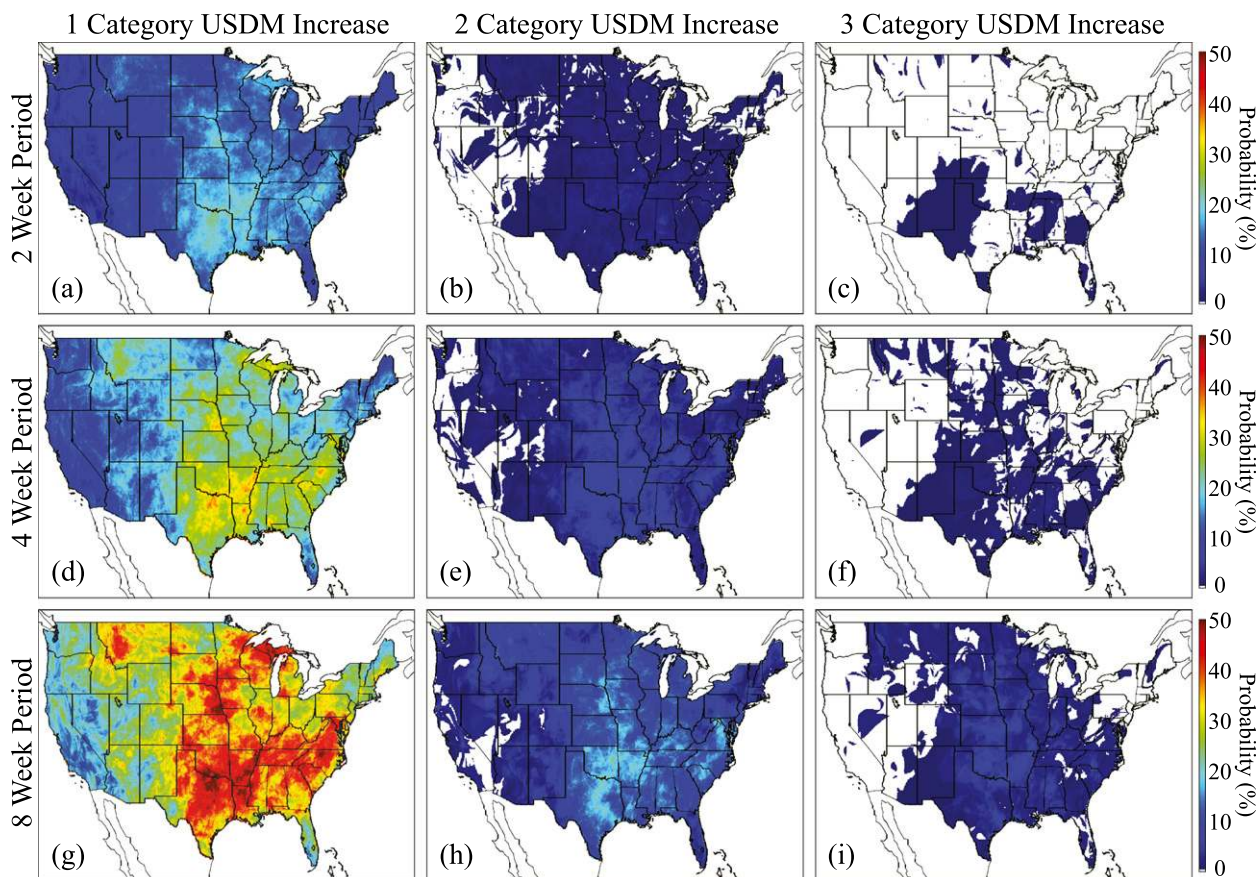 1 Category USDM Increase
2 Category USDM Increase
3 Category USDM Increase
2 Week Period
(a)
(b)
(c)
50
40
30
20
10
0
Probability (%)
4 Week Period
(d)
(e)
(f)
50
40
30
20
10
0
Probability (%)
8 Week Period
(g)
(h)
(i)
50
40
30
20
10
0
Probability (%)